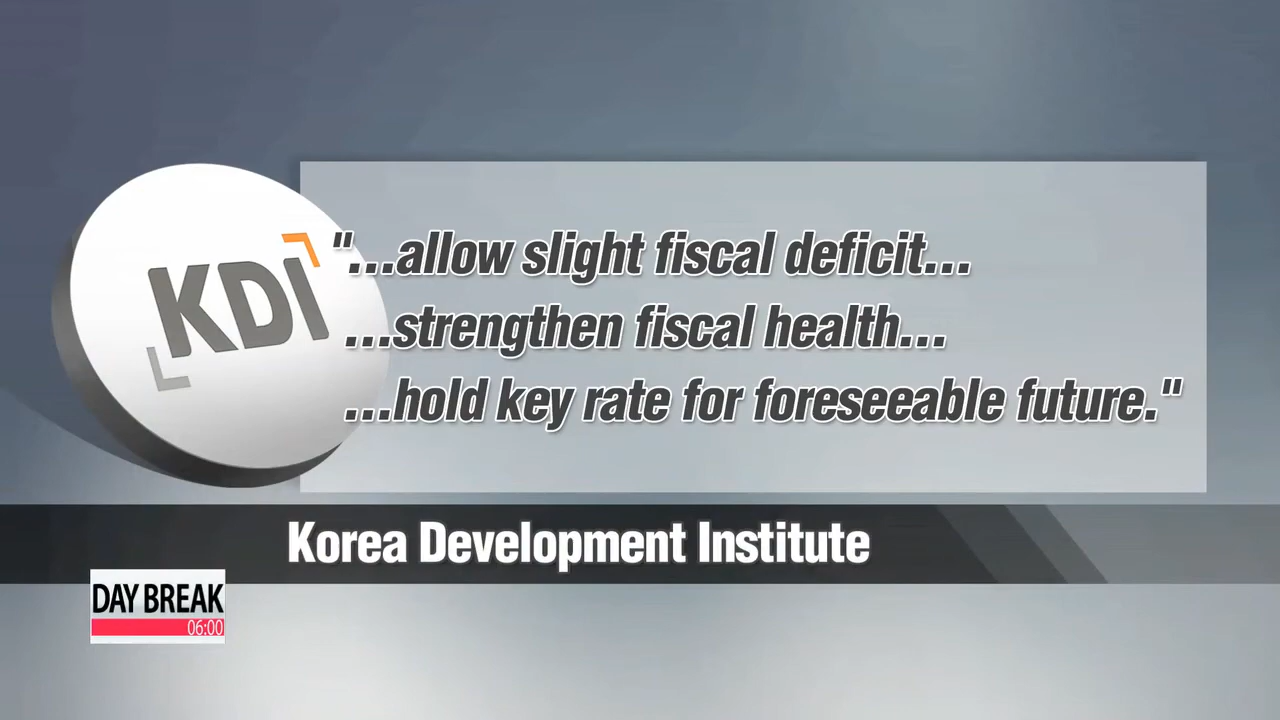 KDI
"...allow slight fiscal deficit...
...strengthen fiscal health...
...hold key rate for foreseeable future."
Korea Development Institute
DAY BREAK
06:00